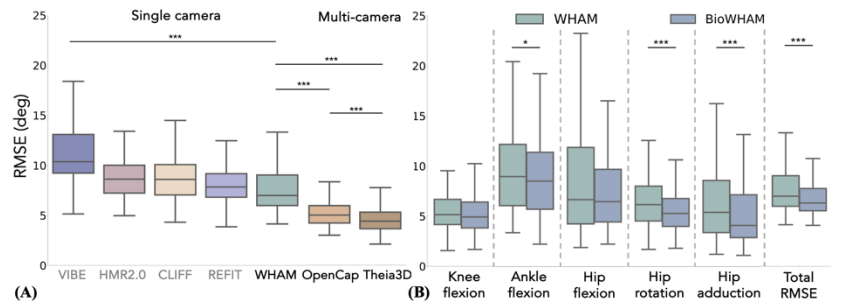 Single camera
Multi-camera
***
***
***
***
RMSE (deg)
25
20
15
10
5
0
VIBE HMR2.0 CLIFF REFIT WHAM OpenCap Theia3D
(A)
WHAM BioWHAM
* *** *** ***
25
20
15
10
5
0
Knee flexion
Ankle flexion
Hip flexion
Hip rotation
Hip adduction
Total RMSE
(B)